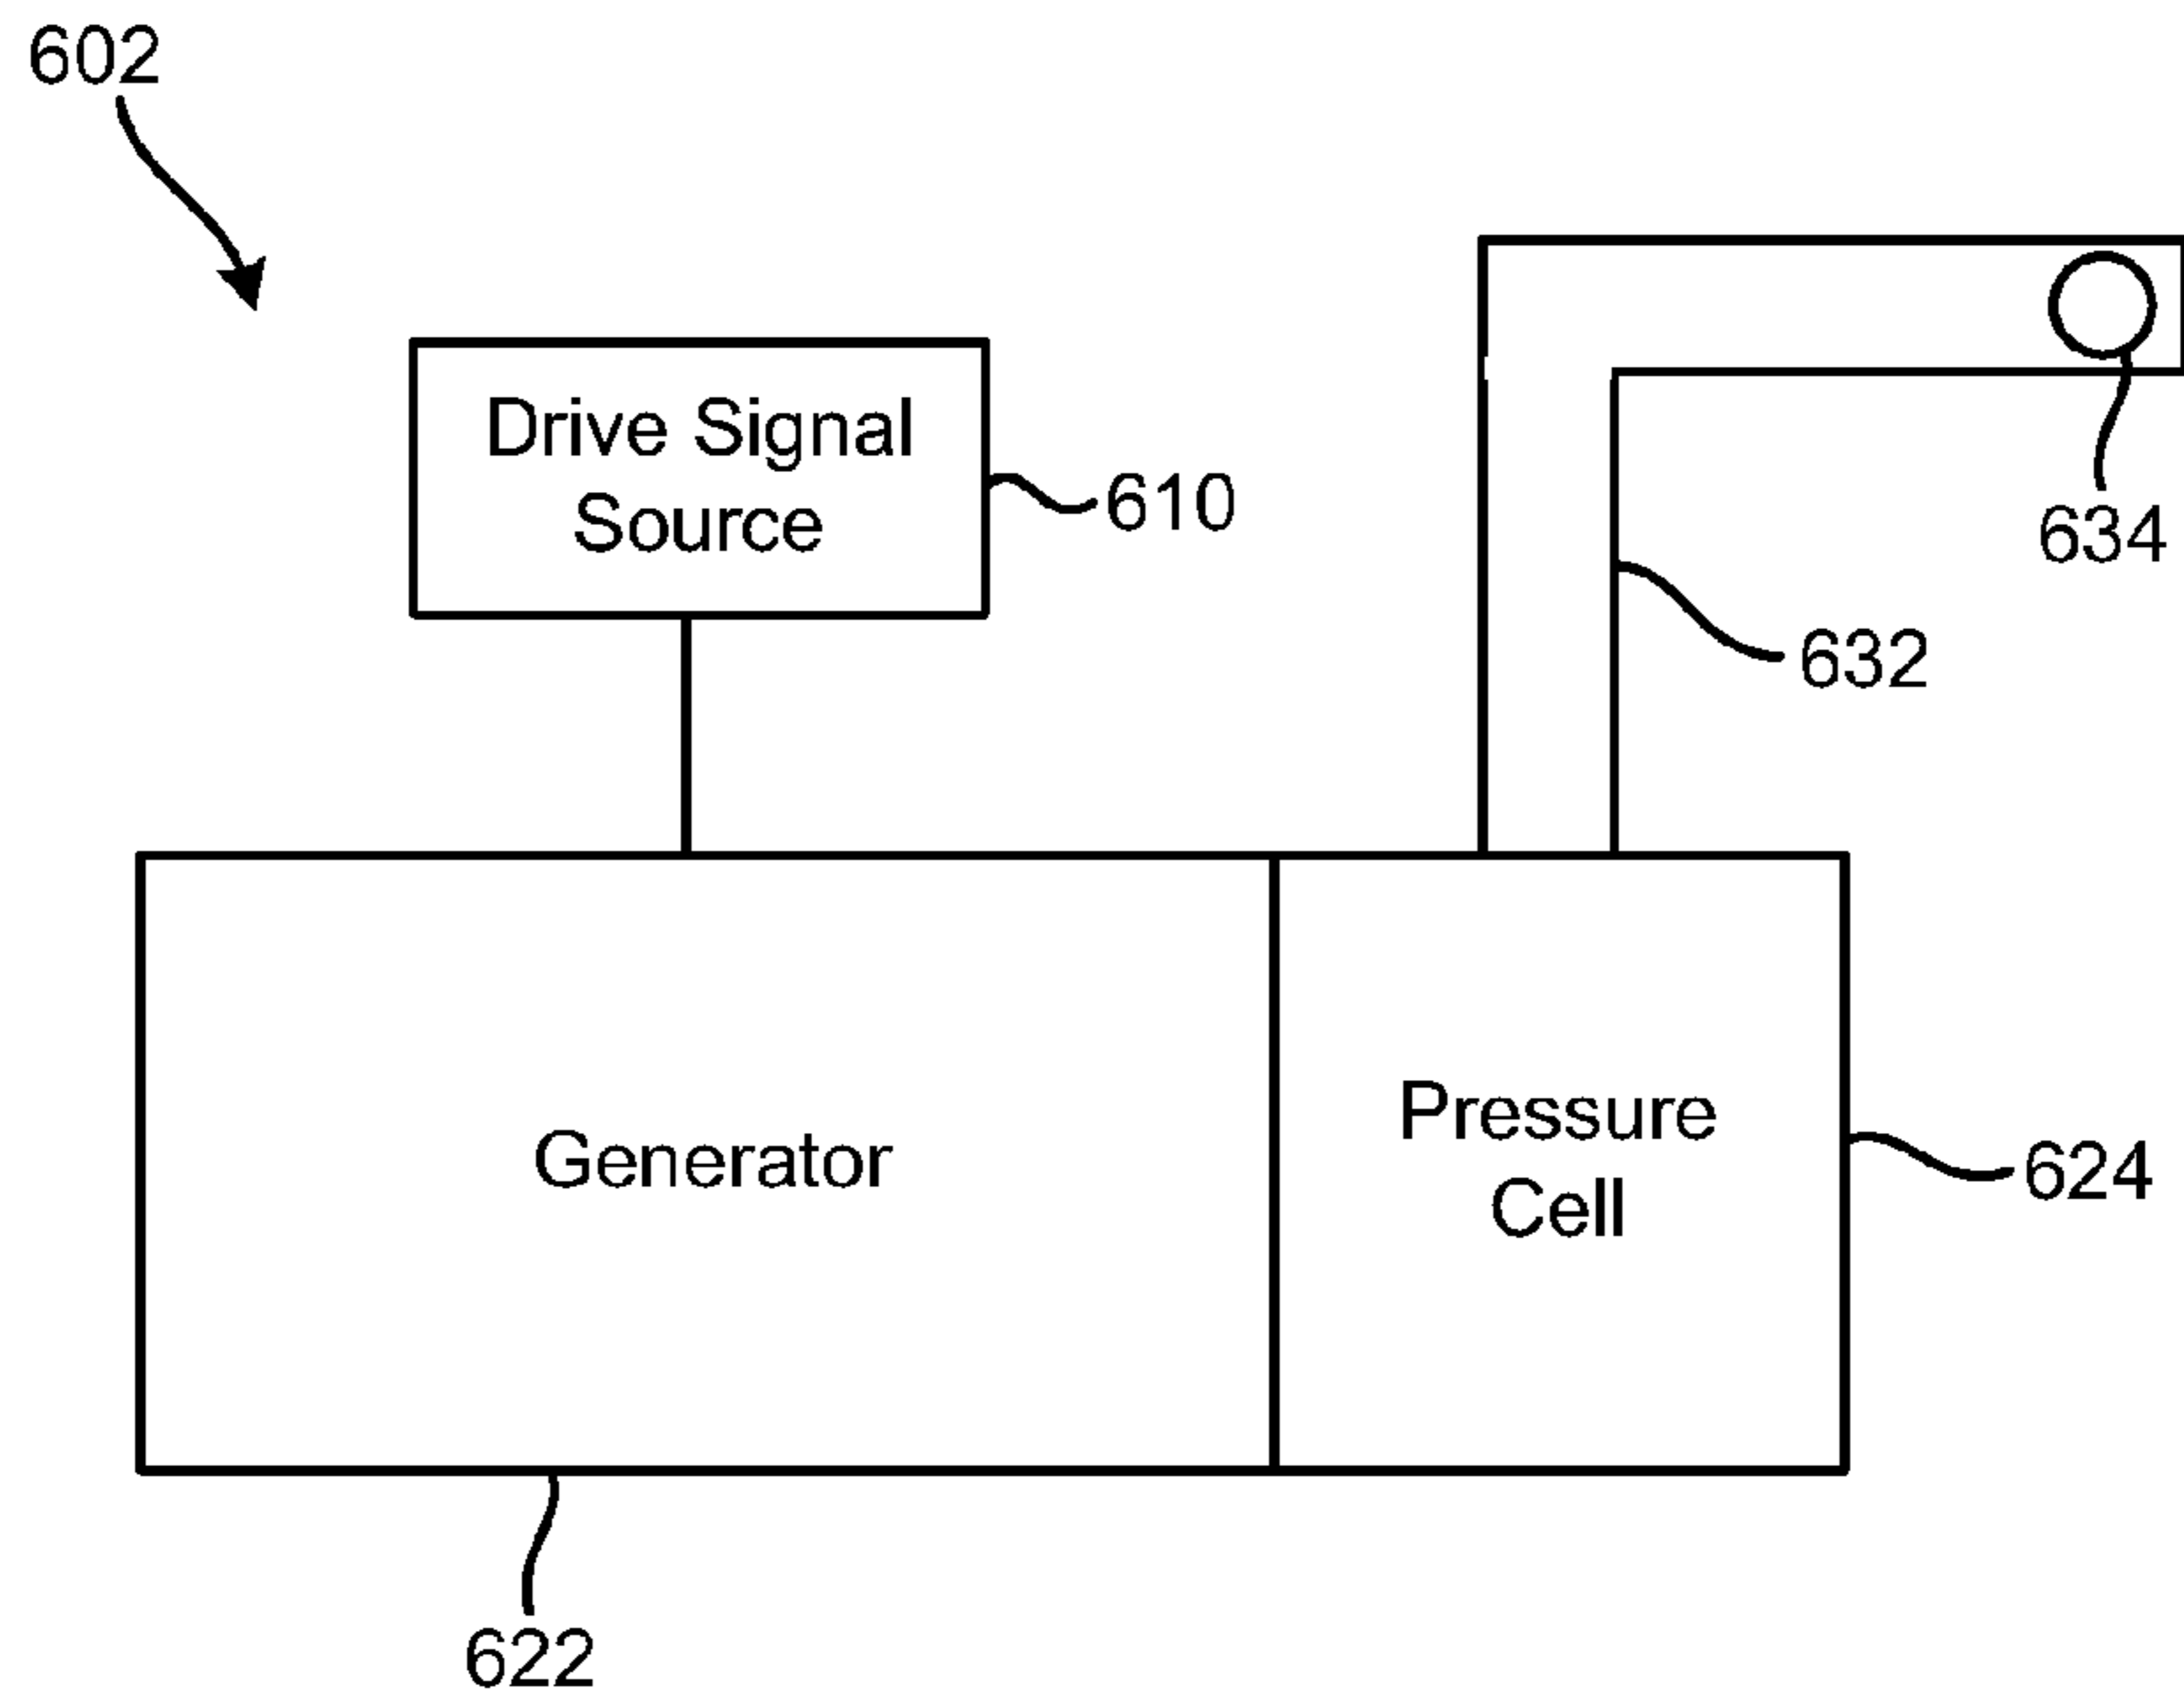 602
Drive Signal
Source
610
634
632
Generator
Pressure
Cell
624
622